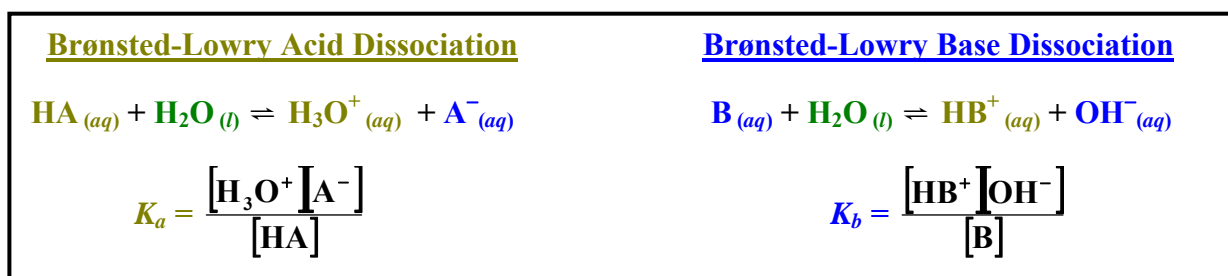 Brønsted-Lowry Acid Dissociation
HA (aq) + H₂O (l) ⇌ H₃O⁺ (aq) + A⁻(aq)
Kₐ = [H₃O⁺][A⁻] / [HA]
Brønsted-Lowry Base Dissociation
B (aq) + H₂O (l) ⇌ HB⁺ (aq) + OH⁻(aq)
K_b = [HB⁺][OH⁻] / [B]